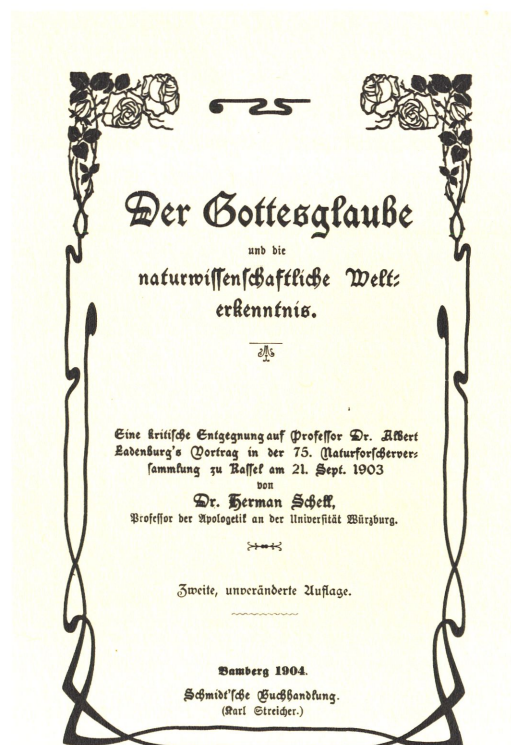 Der Gottesglaube
und die
naturwissenschaftliche Welt-
erkenntnis.
Eine kritische Entgegnung auf Professor Dr. Albert
Ladenburg's Vortrag in der 75. Naturforscherver-
sammlung zu Kassel am 21. Sept. 1903
von
Dr. Herman Schell,
Professor der Apologetik an der Universität Würzburg.
Zweite, unveränderte Auflage.
Bamberg 1904.
Schmidt'sche Buchhandlung.
(Karl Streicher.)